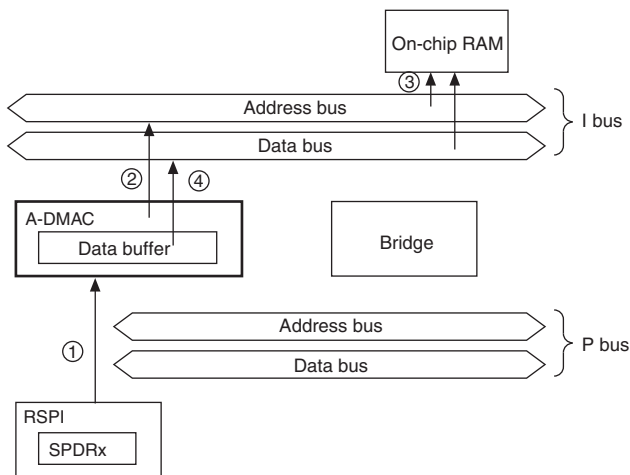 On-chip RAM
③
Address bus
I bus
Data bus
② ④
A-DMAC
Data buffer
Bridge
Address bus
①
P bus
Data bus
RSPI
SPDRx